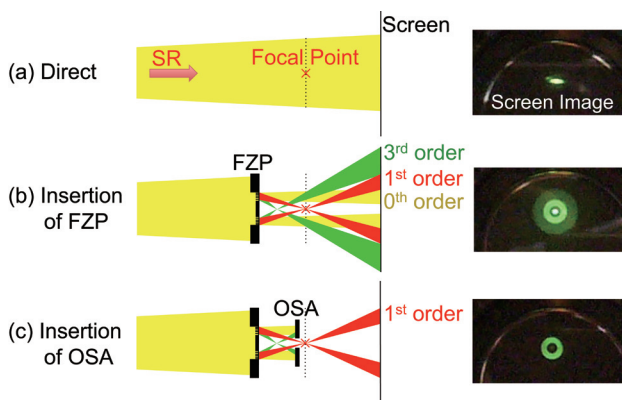 Screen
(a) Direct
SR
Focal Point
Screen Image
(b) Insertion
of FZP
FZP
3rd order
1st order
0th order
(c) Insertion
of OSA
OSA
1st order